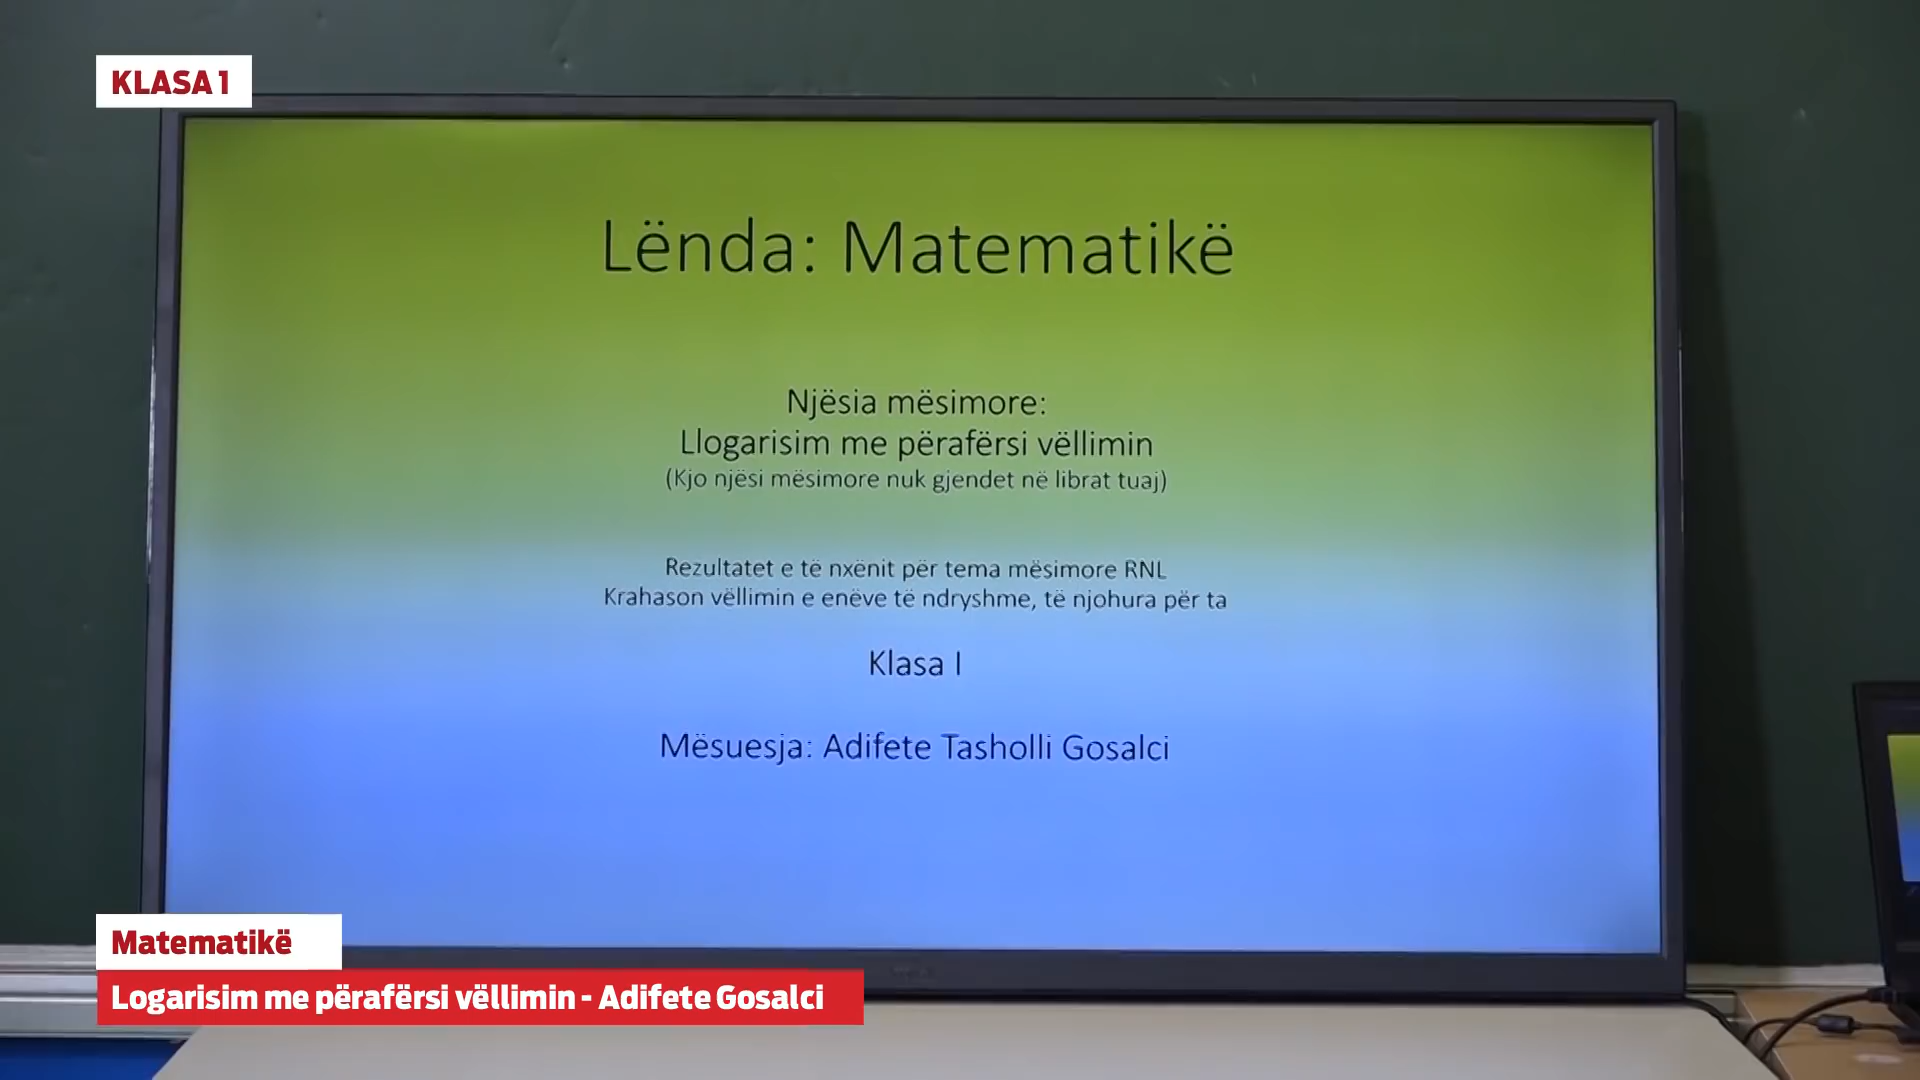 KLASA 1
Lënda: Matematikë
Njësia mësimore:
Llogarisim me përafërsi vëllimin
(Kjo njësi mësimore nuk gjendet në librat tuaj)
Rezultatet e të nxënit për tema mësimore RNL
Krahason vëllimin e enëve të ndryshme, të njohura për ta
Klasa I
Mësuesja: Adifete Tasholli Gosalci
Matematikë
Logarisim me përafërsi vëllimin - Adifete Gosalci